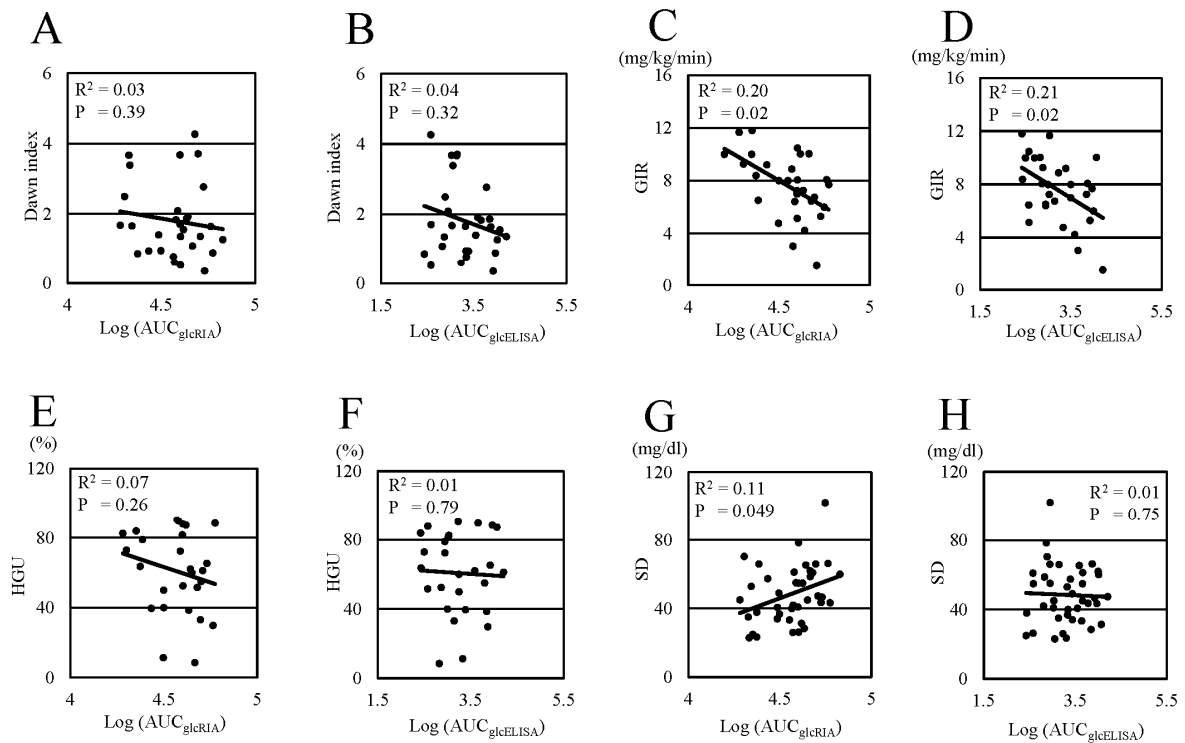 A
6
R² = 0.03
P = 0.39
4
Dawn index
2
0
4
4.5
5
Log (AUCglcRIA)
B
6
R² = 0.04
P = 0.32
4
Dawn index
2
0
1.5
3.5
5.5
Log (AUCglcELISA)
C
(mg/kg/min)
16
R² = 0.20
P = 0.02
12
GIR
8
4
0
4
4.5
5
Log (AUCglcRIA)
D
(mg/kg/min)
16
R² = 0.21
P = 0.02
12
GIR
8
4
0
1.5
3.5
5.5
Log (AUCglcELISA)
E
(%)
120
R² = 0.07
P = 0.26
80
HGU
40
0
4
4.5
5
Log (AUCglcRIA)
F
(%)
120
R² = 0.01
P = 0.79
80
HGU
40
0
1.5
3.5
5.5
Log (AUCglcELISA)
G
(mg/dl)
120
R² = 0.11
P = 0.049
80
SD
40
0
4
4.5
5
Log (AUCglcRIA)
H
(mg/dl)
120
R² = 0.01
P = 0.75
80
SD
40
0
1.5
3.5
5.5
Log (AUCglcELISA)